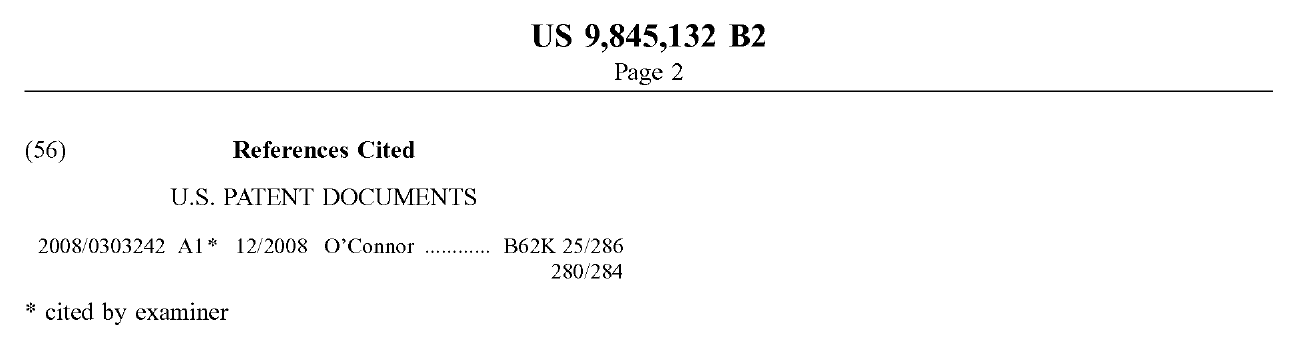 US 9,845,132 B2
Page 2
(56) References Cited
U.S. PATENT DOCUMENTS
2008/0303242 A1* 12/2008 O’Connor ............ B62K 25/286
280/284
* cited by examiner